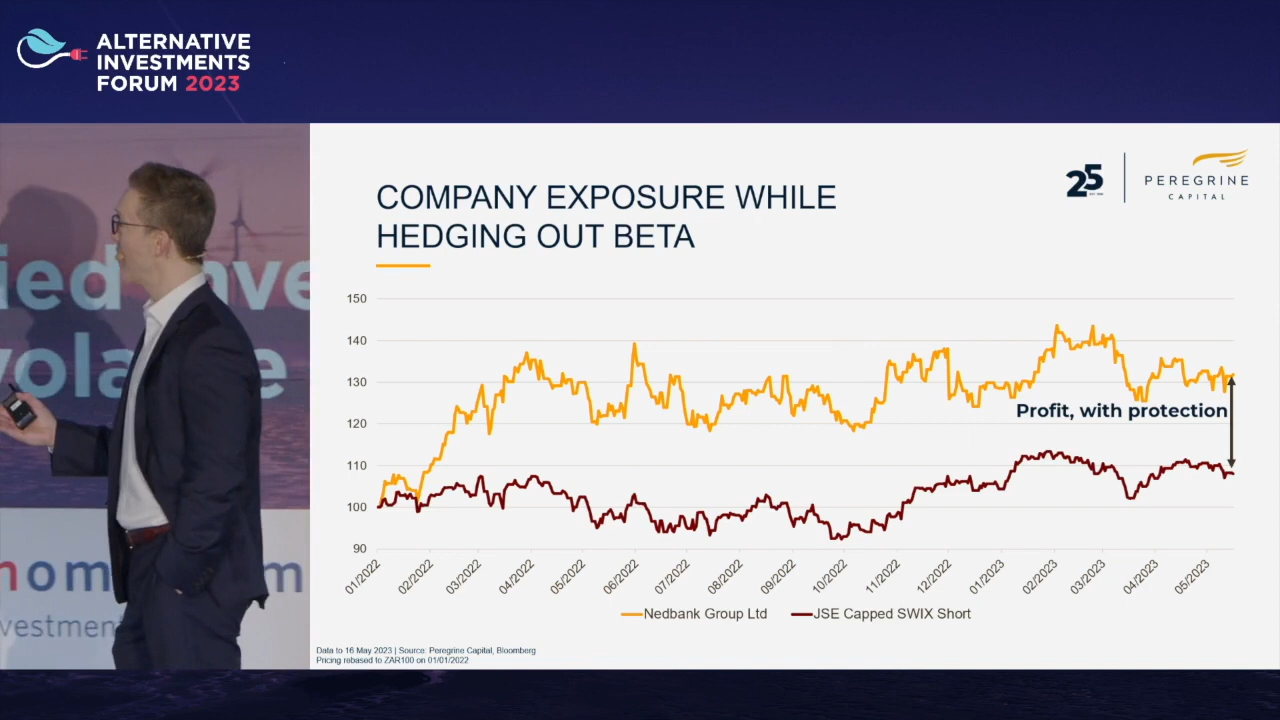 ALTERNATIVE
INVESTMENTS
FORUM 2023
25
PEREGRINE
CAPITAL
COMPANY EXPOSURE WHILE
HEDGING OUT BETA
150
140
130
120
110
100
90
Profit, with protection
01/2022
02/2022
03/2022
04/2022
05/2022
06/2022
07/2022
08/2022
09/2022
10/2022
11/2022
12/2022
01/2023
02/2023
03/2023
04/2023
05/2023
Nedbank Group Ltd
JSE Capped SWIX Short
Data to 16 May 2023 | Source: Peregrine Capital, Bloomberg
Pricing rebased to ZAR100 on 01/01/2022